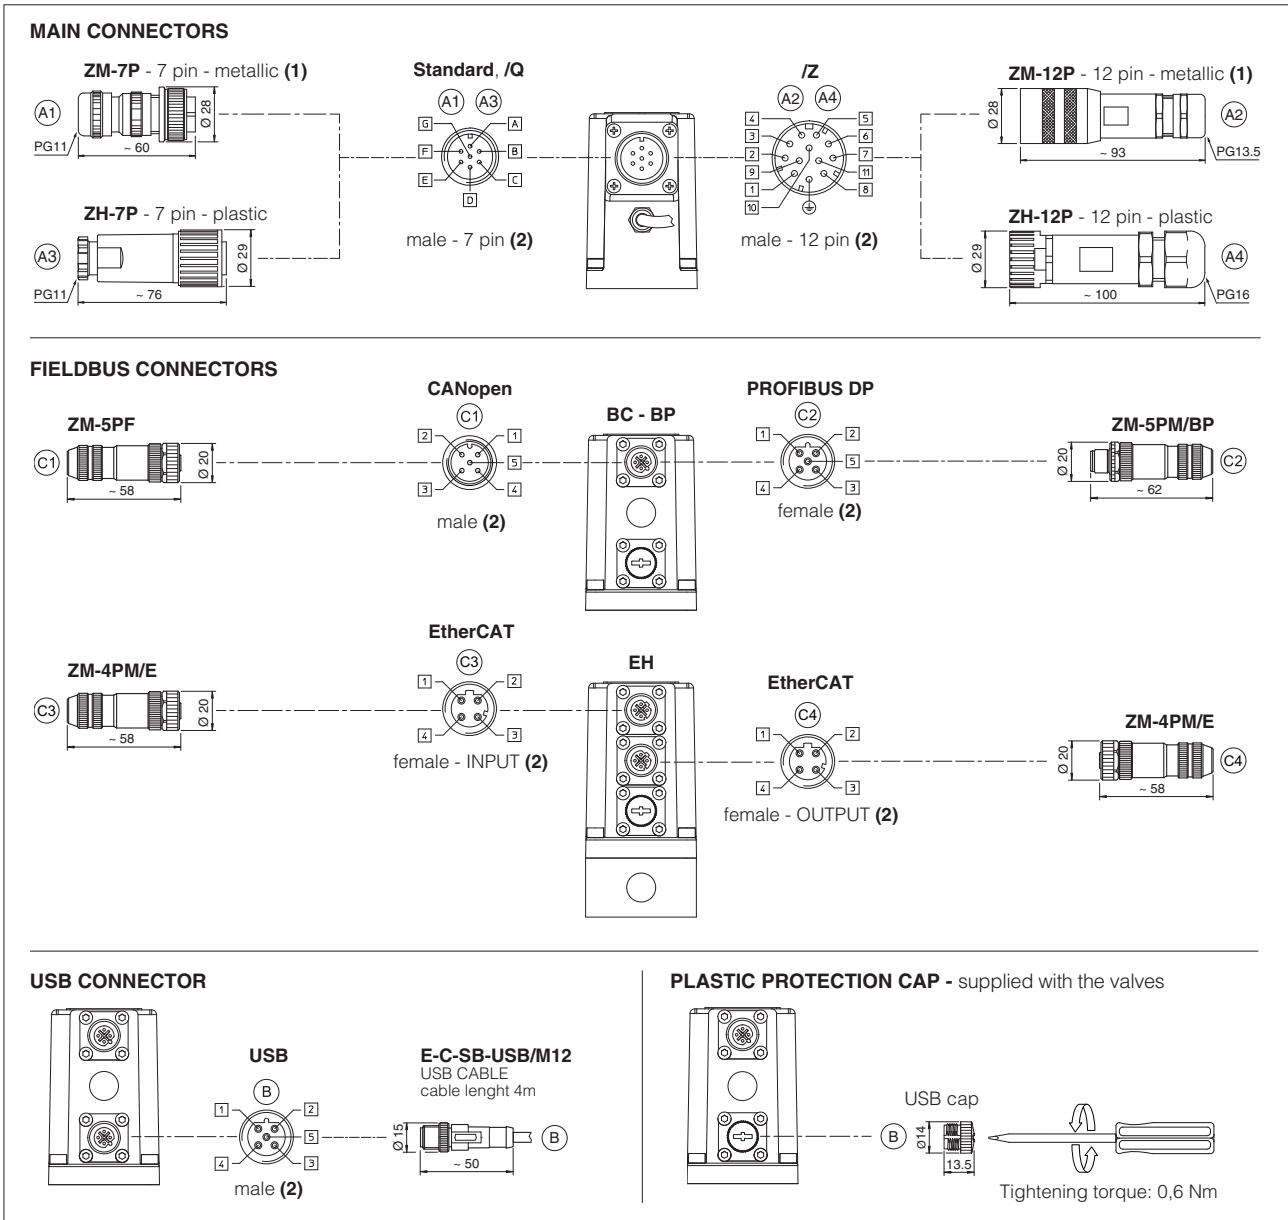 MAIN CONNECTORS
ZM-7P - 7 pin - metallic (1)
A1
PG11
~ 60
Ø 28
ZH-7P - 7 pin - plastic
A3
PG11
~ 76
Ø 29
Standard, /Q
A1 A3
G A
F B
E C
D
male - 7 pin (2)
/Z
A2 A4
4 5
3 6
2 7
9 11
1 8
10
male - 12 pin (2)
ZM-12P - 12 pin - metallic (1)
Ø 28
A2
~ 93
PG13.5
ZH-12P - 12 pin - plastic
Ø 29
A4
~ 100
PG16
FIELDBUS CONNECTORS
ZM-5PF
C1
~ 58
Ø 20
CANopen
C1
2 1
5
3 4
male (2)
BC - BP
PROFIBUS DP
C2
1 2
5
4 3
female (2)
ZM-5PM/BP
Ø 20
C2
~ 62
ZM-4PM/E
C3
~ 58
Ø 20
EtherCAT
C3
1 2
4 3
female - INPUT (2)
EH
EtherCAT
C4
1 2
4 3
female - OUTPUT (2)
ZM-4PM/E
Ø 20
C4
~ 58
USB CONNECTOR
USB
B
1 2
5
4 3
male (2)
E-C-SB-USB/M12
USB CABLE
cable lenght 4m
Ø 15
B
~ 50
PLASTIC PROTECTION CAP - supplied with the valves
USB cap
B
Ø14
13.5
Tightening torque: 0,6 Nm